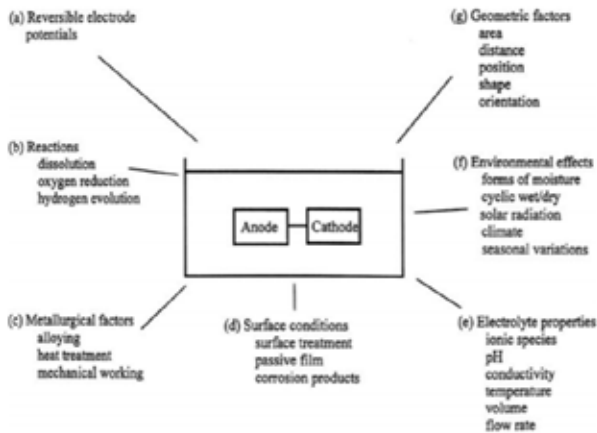 (a) Reversible electrode
potentials
(g) Geometric factors
area
distance
position
shape
orientation
(b) Reactions
dissolution
oxygen reduction
hydrogen evolution
(f) Environmental effects
forms of moisture
cyclic wet/dry
solar radiation
climate
seasonal variations
Anode
Cathode
(c) Metallurgical factors
alloying
heat treatment
mechanical working
(d) Surface conditions
surface treatment
passive film
corrosion products
(e) Electrolyte properties
ionic species
pH
conductivity
temperature
volume
flow rate